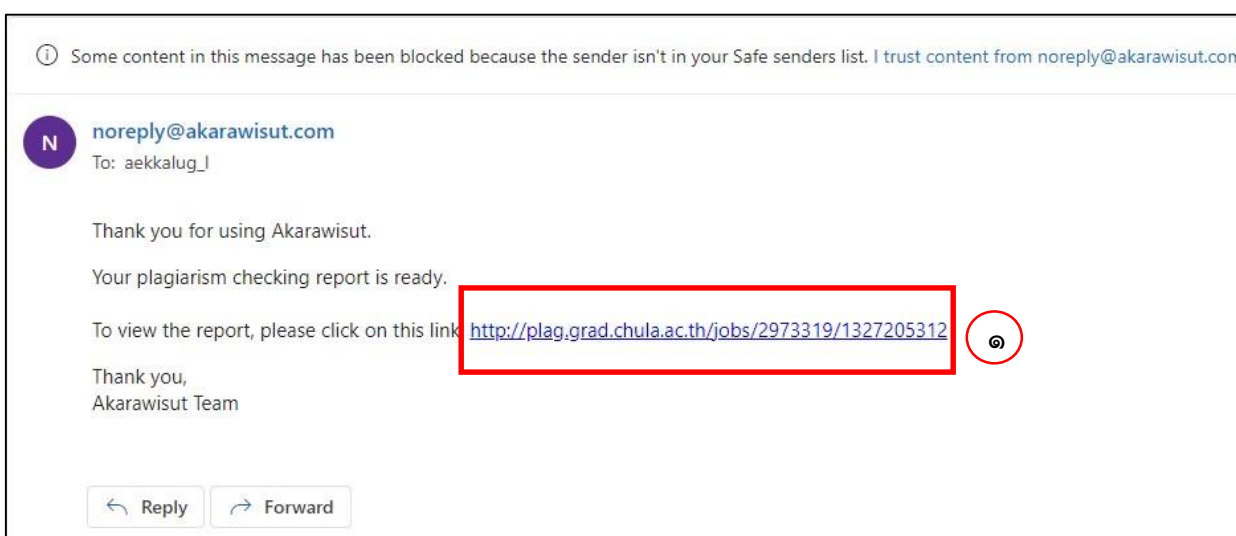 Some content in this message has been blocked because the sender isn't in your Safe senders list. I trust content from noreply@akarawisut.com
N
noreply@akarawisut.com
To: aekkalug_l
Thank you for using Akarawisut.
Your plagiarism checking report is ready.
To view the report, please click on this link http://plag.grad.chula.ac.th/jobs/2973319/1327205312
๑
Thank you,
Akarawisut Team
Reply
Forward